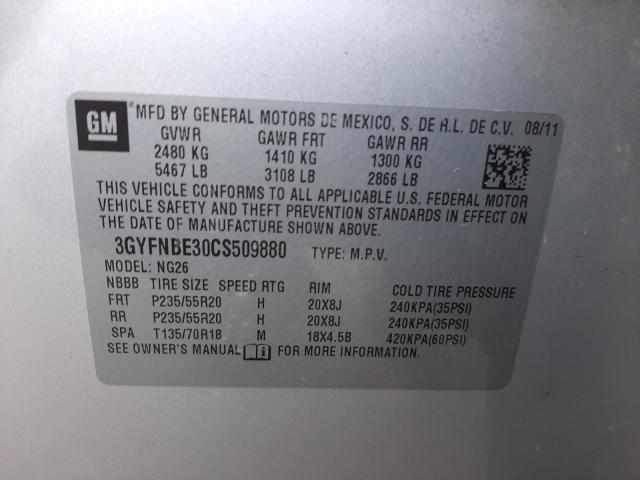 GM
MFD BY GENERAL MOTORS DE MEXICO, S. DE R.L. DE C.V. 08/11
GVWR GAWR FRT GAWR RR
2480 KG 1410 KG 1300 KG
5467 LB 3108 LB 2866 LB
THIS VEHICLE CONFORMS TO ALL APPLICABLE U.S. FEDERAL MOTOR
VEHICLE SAFETY AND THEFT PREVENTION STANDARDS IN EFFECT ON
THE DATE OF MANUFACTURE SHOWN ABOVE.
3GYFNBE30CS509880 TYPE: M.P.V.
MODEL: NG26
NBBB TIRE SIZE SPEED RTG RIM COLD TIRE PRESSURE
FRT P235/55R20 H 20X8J 240KPA(35PSI)
RR P235/55R20 H 20X8J 240KPA(35PSI)
SPA T135/70R18 M 18X4.5B 420KPA(60PSI)
SEE OWNER'S MANUAL i FOR MORE INFORMATION.